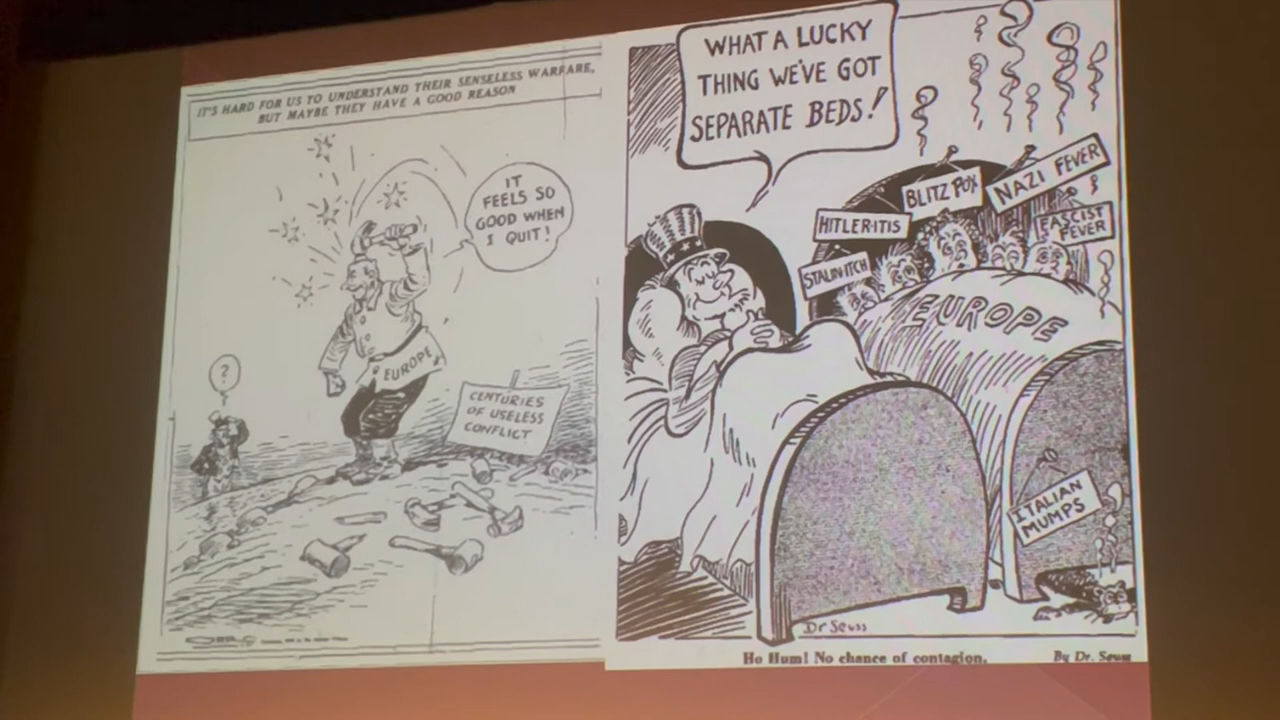 IT'S HARD FOR US TO UNDERSTAND THEIR SENSELESS WARFARE,
BUT MAYBE THEY HAVE A GOOD REASON
IT
FEELS SO
GOOD WHEN
I QUIT!
?
EUROPE
CENTURIES
OF USELESS
CONFLICT
WHAT A LUCKY
THING WE'VE GOT
SEPARATE BEDS!
HITLER-ITIS
BLITZ POX
NAZI FEVER
STALIN-ITCH
FASCIST
FEVER
EUROPE
ITALIAN
MUMPS
Dr Seuss
Ho Hum! No chance of contagion.
By Dr. Seuss